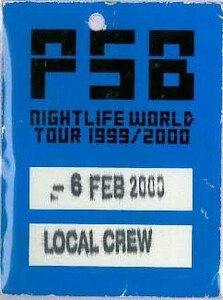 PSB
NIGHTLIFE WORLD
TOUR 1999/2000
- 6 FEB 2000
LOCAL CREW